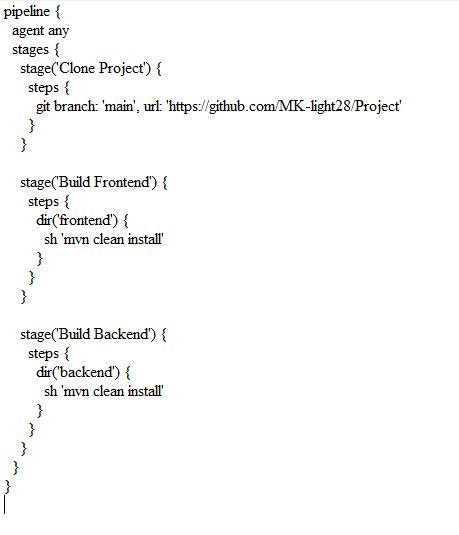 pipeline {
  agent any
  stages {
    stage('Clone Project') {
      steps {
        git branch: 'main', url: 'https://github.com/MK-light28/Project'
      }
    }

    stage('Build Frontend') {
      steps {
        dir('frontend') {
          sh 'mvn clean install'
        }
      }
    }

    stage('Build Backend') {
      steps {
        dir('backend') {
          sh 'mvn clean install'
        }
      }
    }
  }
}